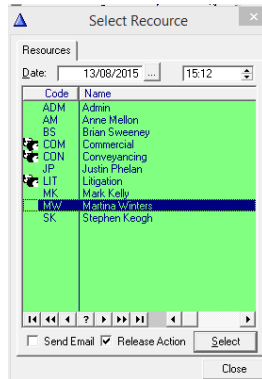 Select Recource
Resources
Date: 13/08/2015 ... 15:12
Code Name
ADM Admin
AM Anne Mellon
BS Brian Sweeney
COM Commercial
CON Conveyancing
JP Justin Phelan
LIT Litigation
MK Mark Kelly
MW Martina Winters
SK Stephen Keogh
?
Send Email Release Action Select
Close